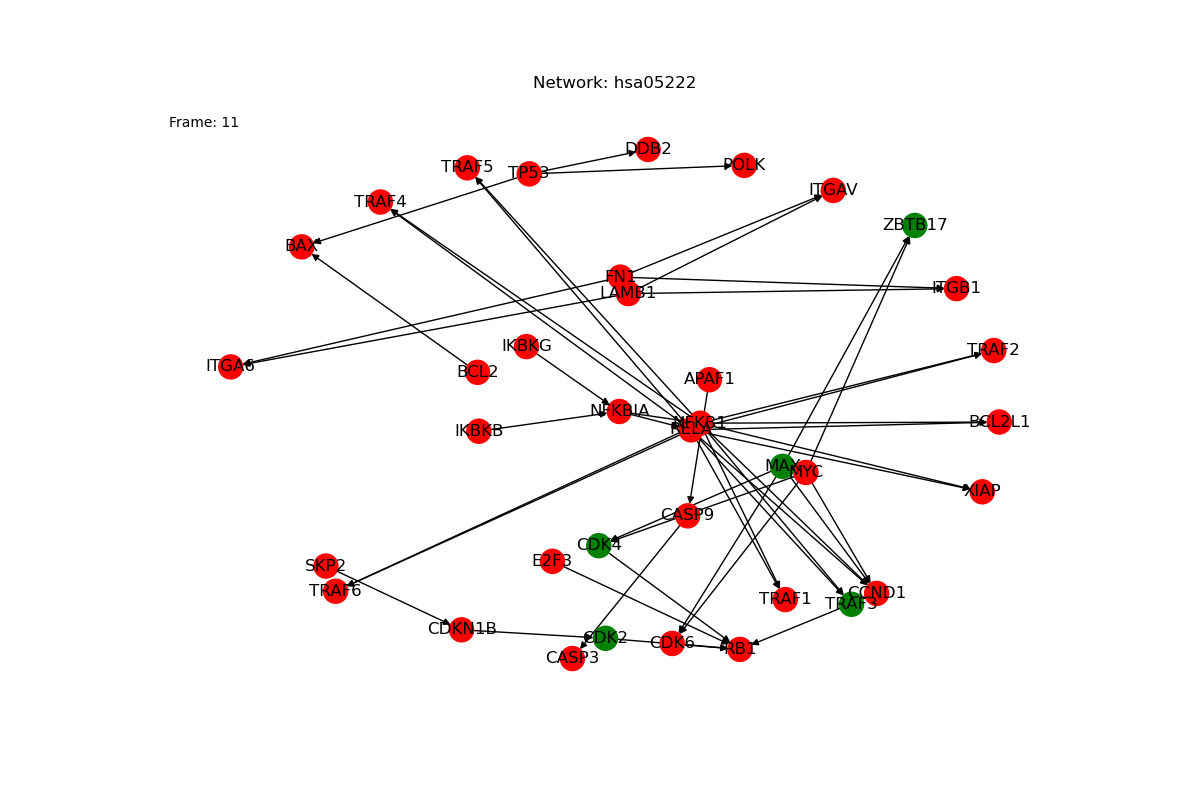 Network: hsa05222
Frame: 11
DDB2
TRAF5
TP53
POLK
ITGAV
TRAF4
ZBTB17
BAX
FN1
LAMB1
ITGB1
IKBKG
TRAF2
ITGA6
BCL2
APAF1
NFKBIA
NFKB1
BCL2L1
RELA
IKBKB
MAX
MYC
XIAP
CASP9
CDK4
E2F3
SKP2
TRAF6
CCND1
TRAF1
TRAF3
CDKN1B
CDK2
CDK6
RB1
CASP3